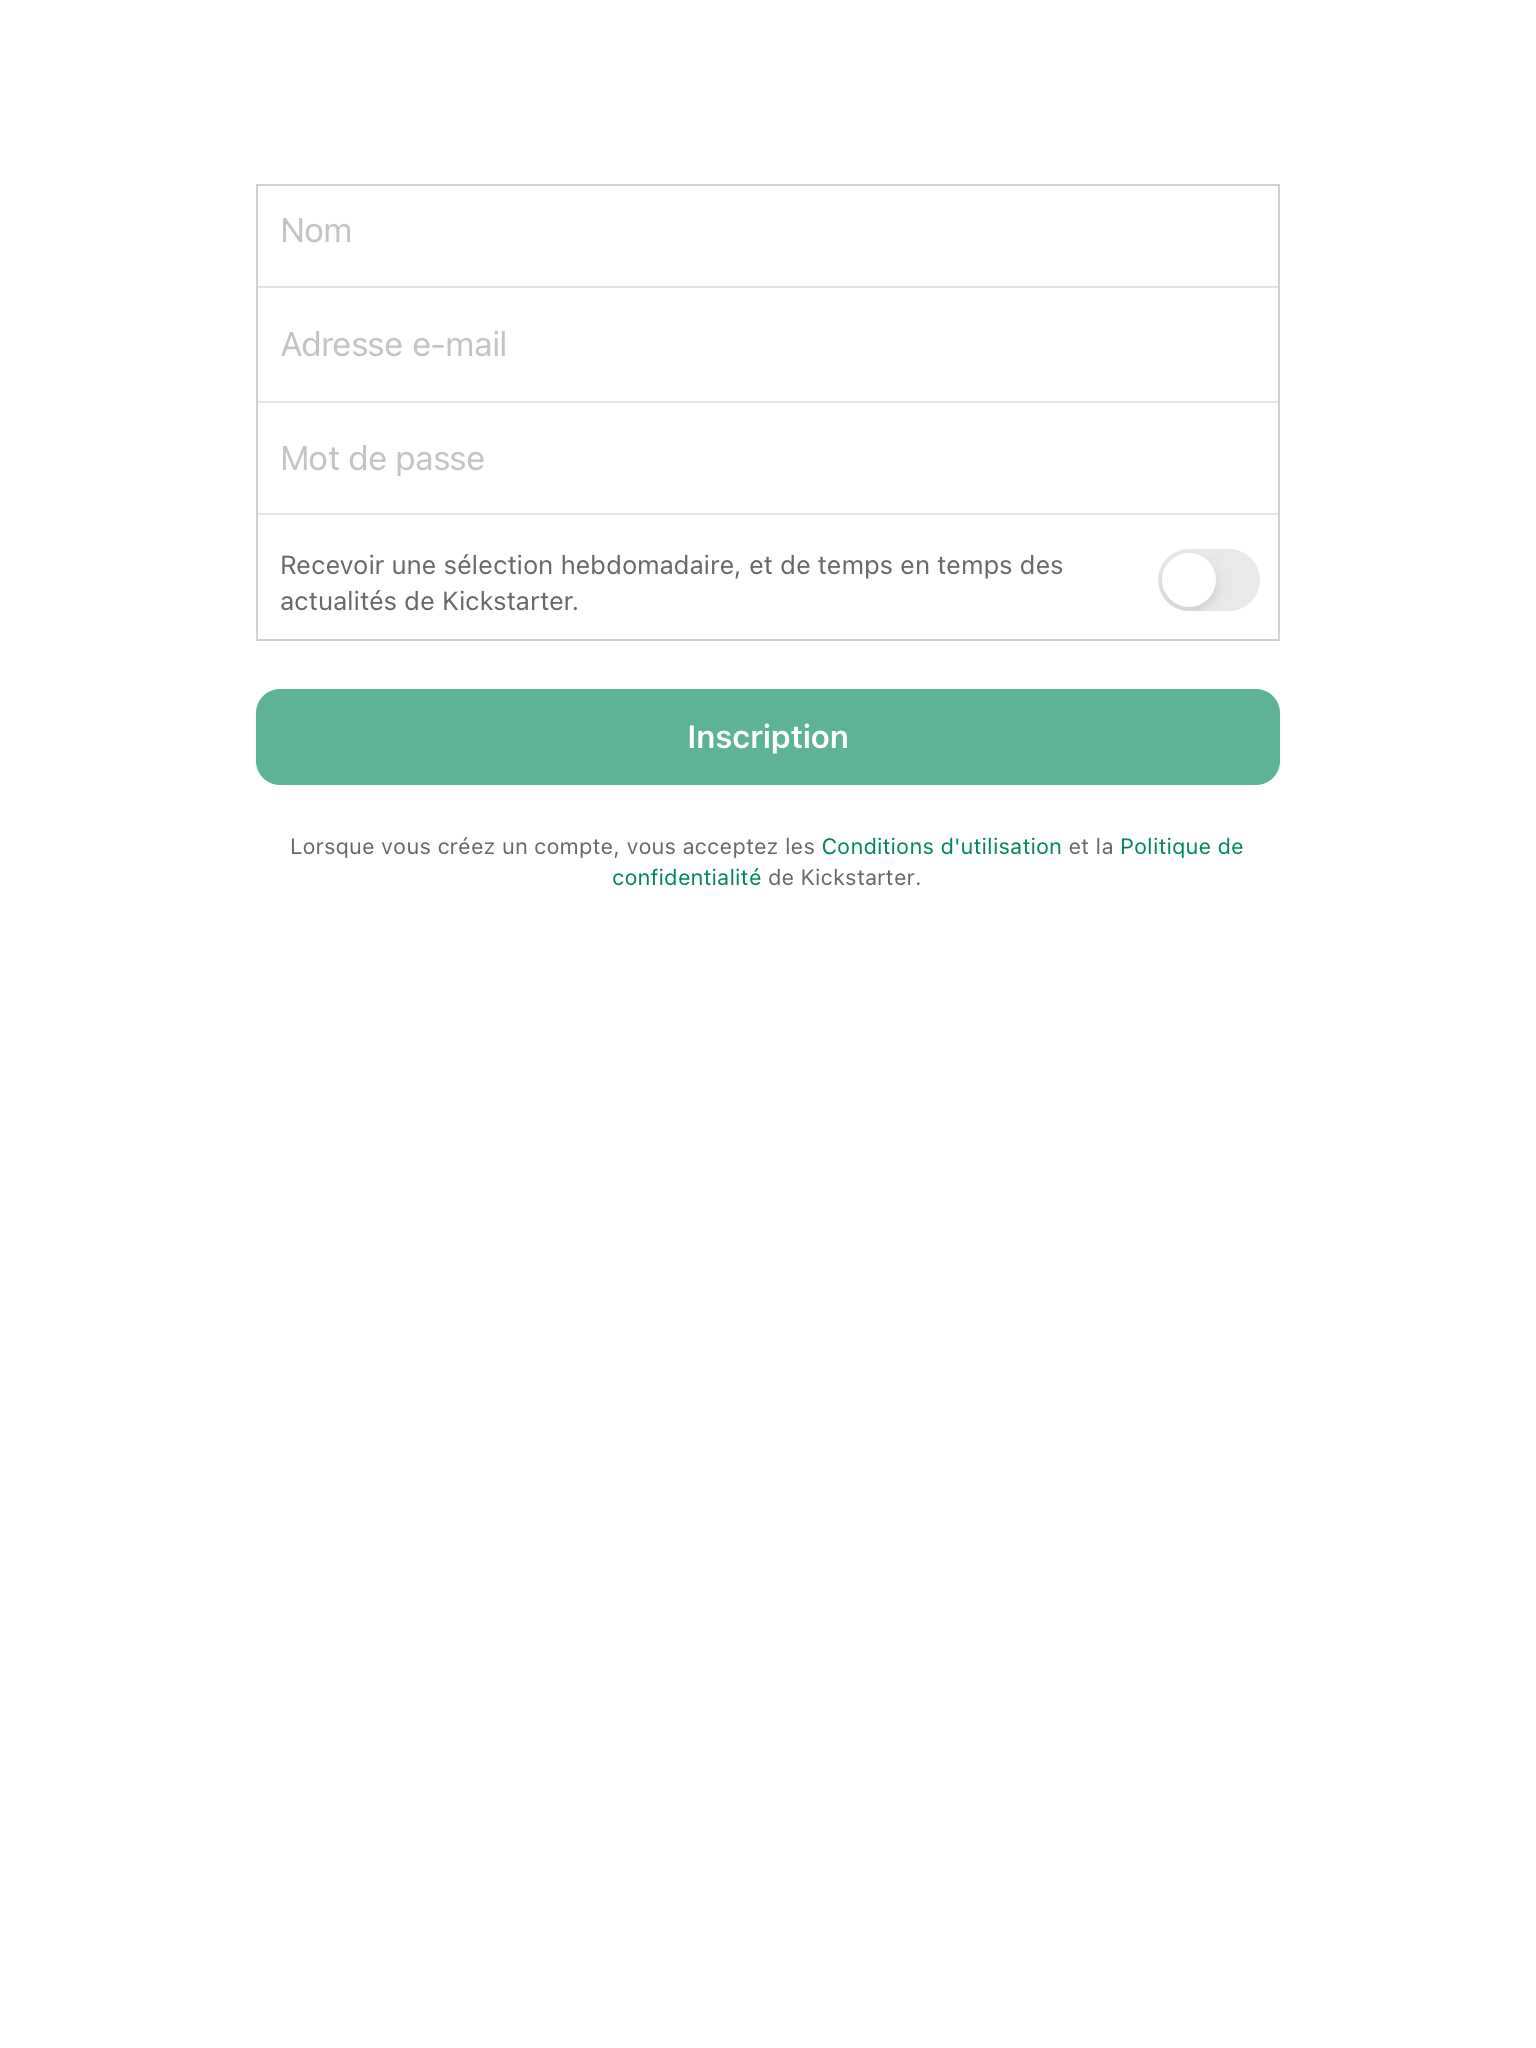 Nom
Adresse e-mail
Mot de passe
Recevoir une sélection hebdomadaire, et de temps en temps des
actualités de Kickstarter.
Inscription
Lorsque vous créez un compte, vous acceptez les Conditions d'utilisation et la Politique de
confidentialité de Kickstarter.